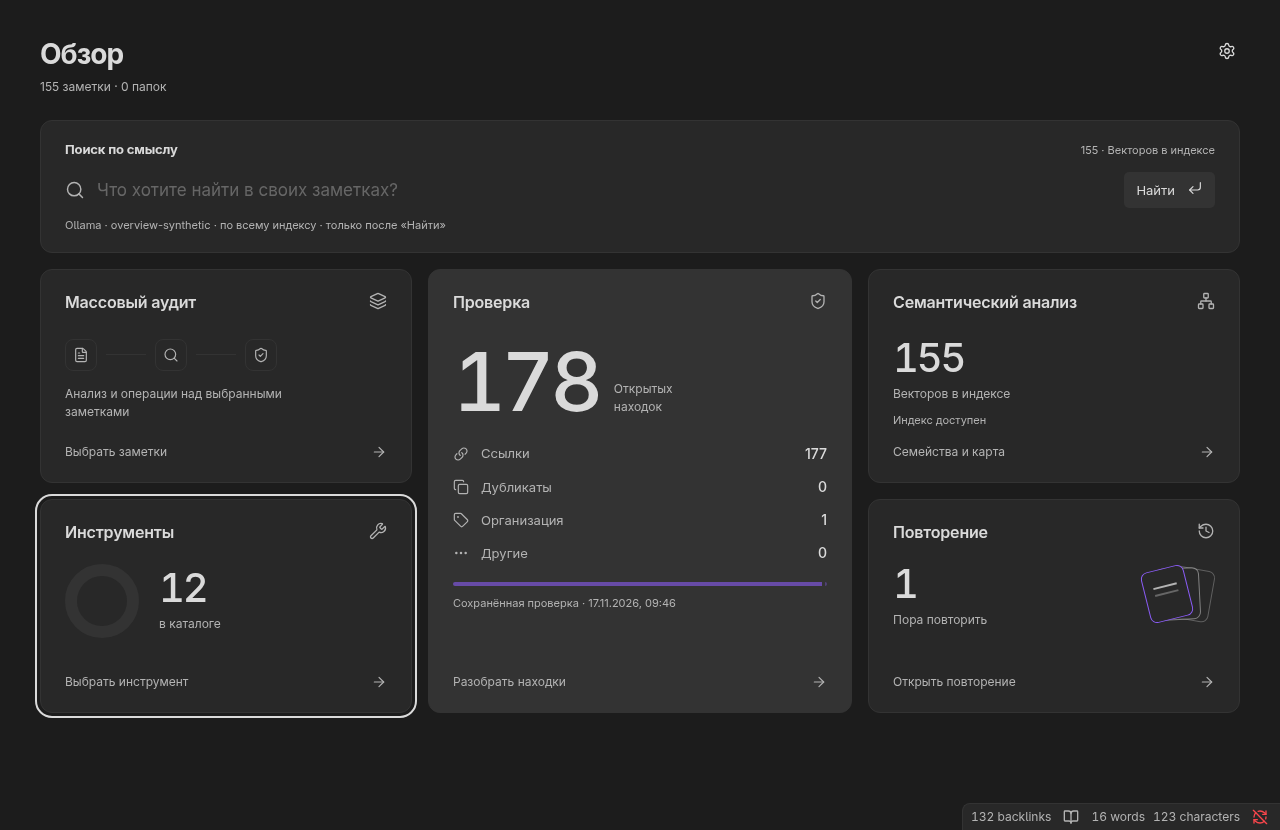 Обзор
155 заметки · 0 папок
Поиск по смыслу
155 · Векторов в индексе
Что хотите найти в своих заметках?
Найти
Ollama · overview-synthetic · по всему индексу · только после «Найти»
Массовый аудит
Анализ и операции над выбранными
заметками
Выбрать заметки
Проверка
178
Открытых
находок
Ссылки 177
Дубликаты 0
Организация 1
Другие 0
Сохранённая проверка · 17.11.2026, 09:46
Разобрать находки
Семантический анализ
155
Векторов в индексе
Индекс доступен
Семейства и карта
Инструменты
12
в каталоге
Выбрать инструмент
Повторение
1
Пора повторить
Открыть повторение
132 backlinks 16 words 123 characters